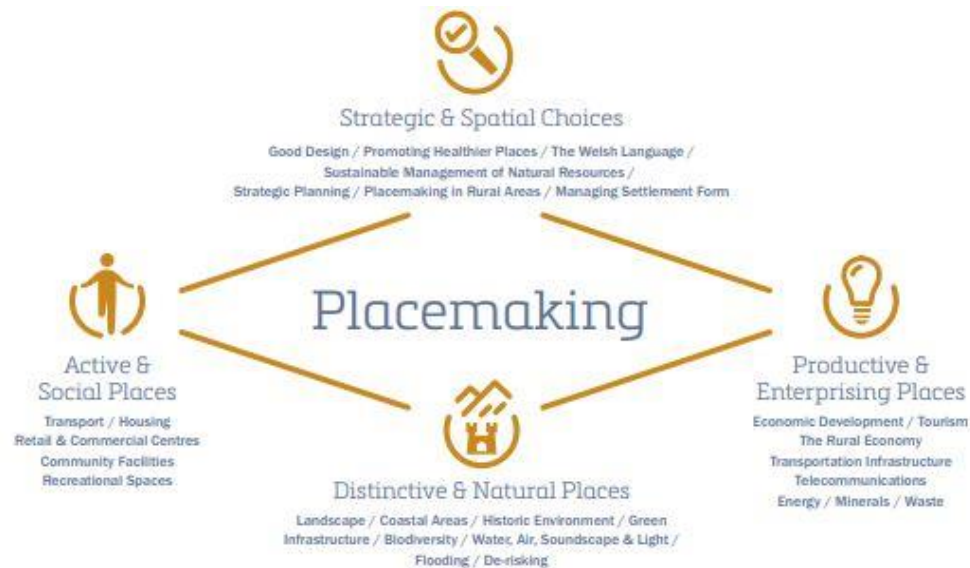 Strategic & Spatial Choices
Good Design / Promoting Healthier Places / The Welsh Language /
Sustainable Management of Natural Resources /
Strategic Planning / Placemaking in Rural Areas / Managing Settlement Form
Placemaking
Active &
Social Places
Transport / Housing
Retail & Commercial Centres
Community Facilities
Recreational Spaces
Productive &
Enterprising Places
Economic Development / Tourism
The Rural Economy
Transportation Infrastructure
Telecommunications
Energy / Minerals / Waste
Distinctive & Natural Places
Landscape / Coastal Areas / Historic Environment / Green
Infrastructure / Biodiversity / Water, Air, Soundscape & Light /
Flooding / De-risking